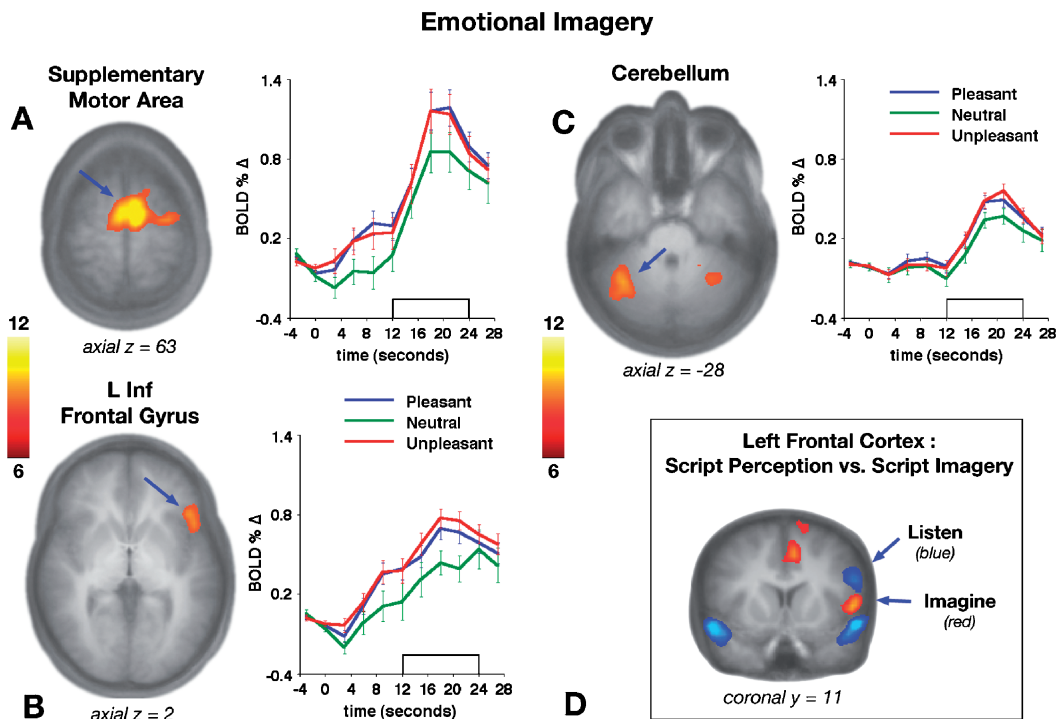 Emotional Imagery
Supplementary
Motor Area
A
BOLD % Δ
1.4
0.8
0.2
-0.4
-4 0 4 8 12 16 20 24 28
time (seconds)
axial z = 63
12
6
L Inf
Frontal Gyrus
B
axial z = 2
Pleasant
Neutral
Unpleasant
BOLD % Δ
1.4
0.8
0.2
-0.4
-4 0 4 8 12 16 20 24 28
time (seconds)
Cerebellum
C
axial z = -28
12
6
Pleasant
Neutral
Unpleasant
BOLD % Δ
1.4
0.8
0.2
-0.4
-4 0 4 8 12 16 20 24 28
time (seconds)
Left Frontal Cortex :
Script Perception vs. Script Imagery
Listen
(blue)
Imagine
(red)
D
coronal y = 11